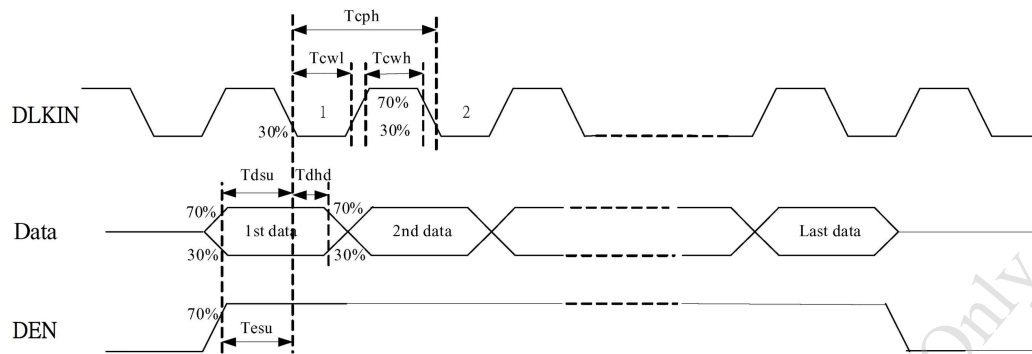 Tcph
Tcwl Tcwh
DLKIN 30% 1 70% 30% 2
Tdsu Tdhd
70% 70%
Data 1st data 2nd data Last data
30% 30%
DEN 70%
Tesu
Only